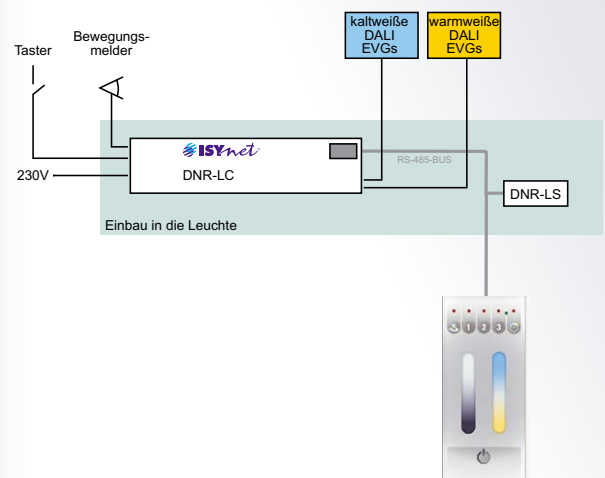 kaltweiße
DALI
EVGs
warmweiße
DALI
EVGs
Bewegungs-
melder
Taster
ISYnet
RS-485-BUS
230V
DNR-LC
DNR-LS
Einbau in die Leuchte
1
2
3